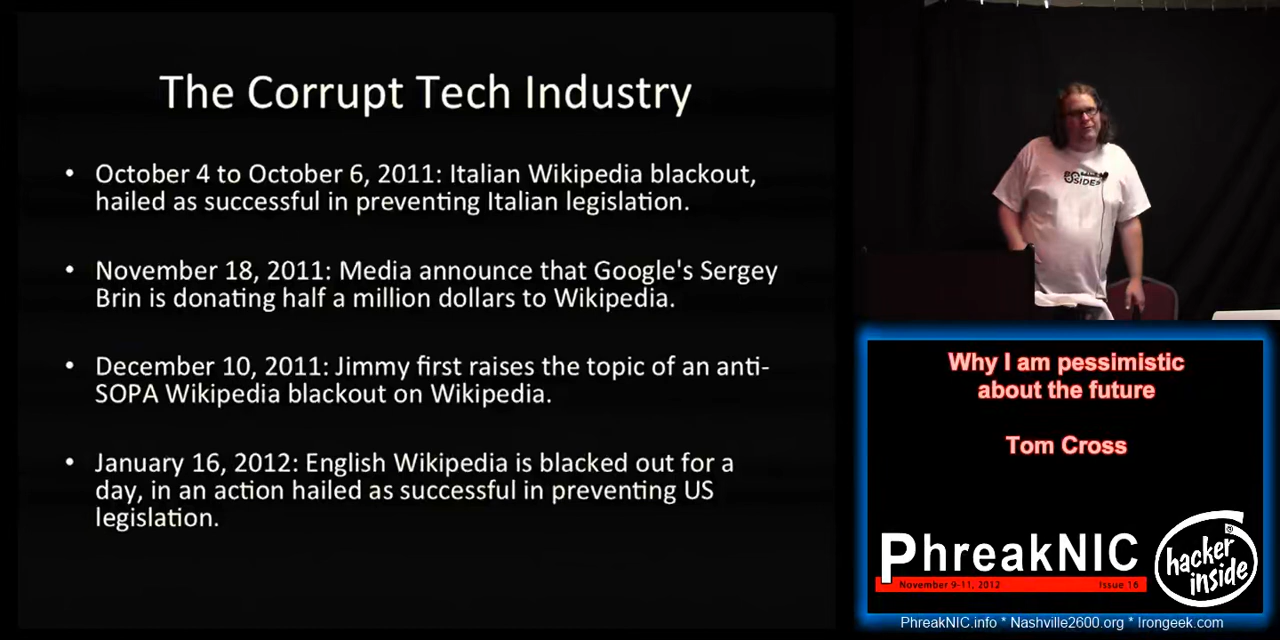 The Corrupt Tech Industry
• October 4 to October 6, 2011: Italian Wikipedia blackout,
hailed as successful in preventing Italian legislation.
• November 18, 2011: Media announce that Google's Sergey
Brin is donating half a million dollars to Wikipedia.
• December 10, 2011: Jimmy first raises the topic of an anti-
SOPA Wikipedia blackout on Wikipedia.
• January 16, 2012: English Wikipedia is blacked out for a
day, in an action hailed as successful in preventing US
legislation.
SIDES
Why I am pessimistic
about the future
Tom Cross
PhreakNIC
November 9-11, 2012 Issue 16
hacker
inside
PhreakNIC.info * Nashville2600.org * Irongeek.com